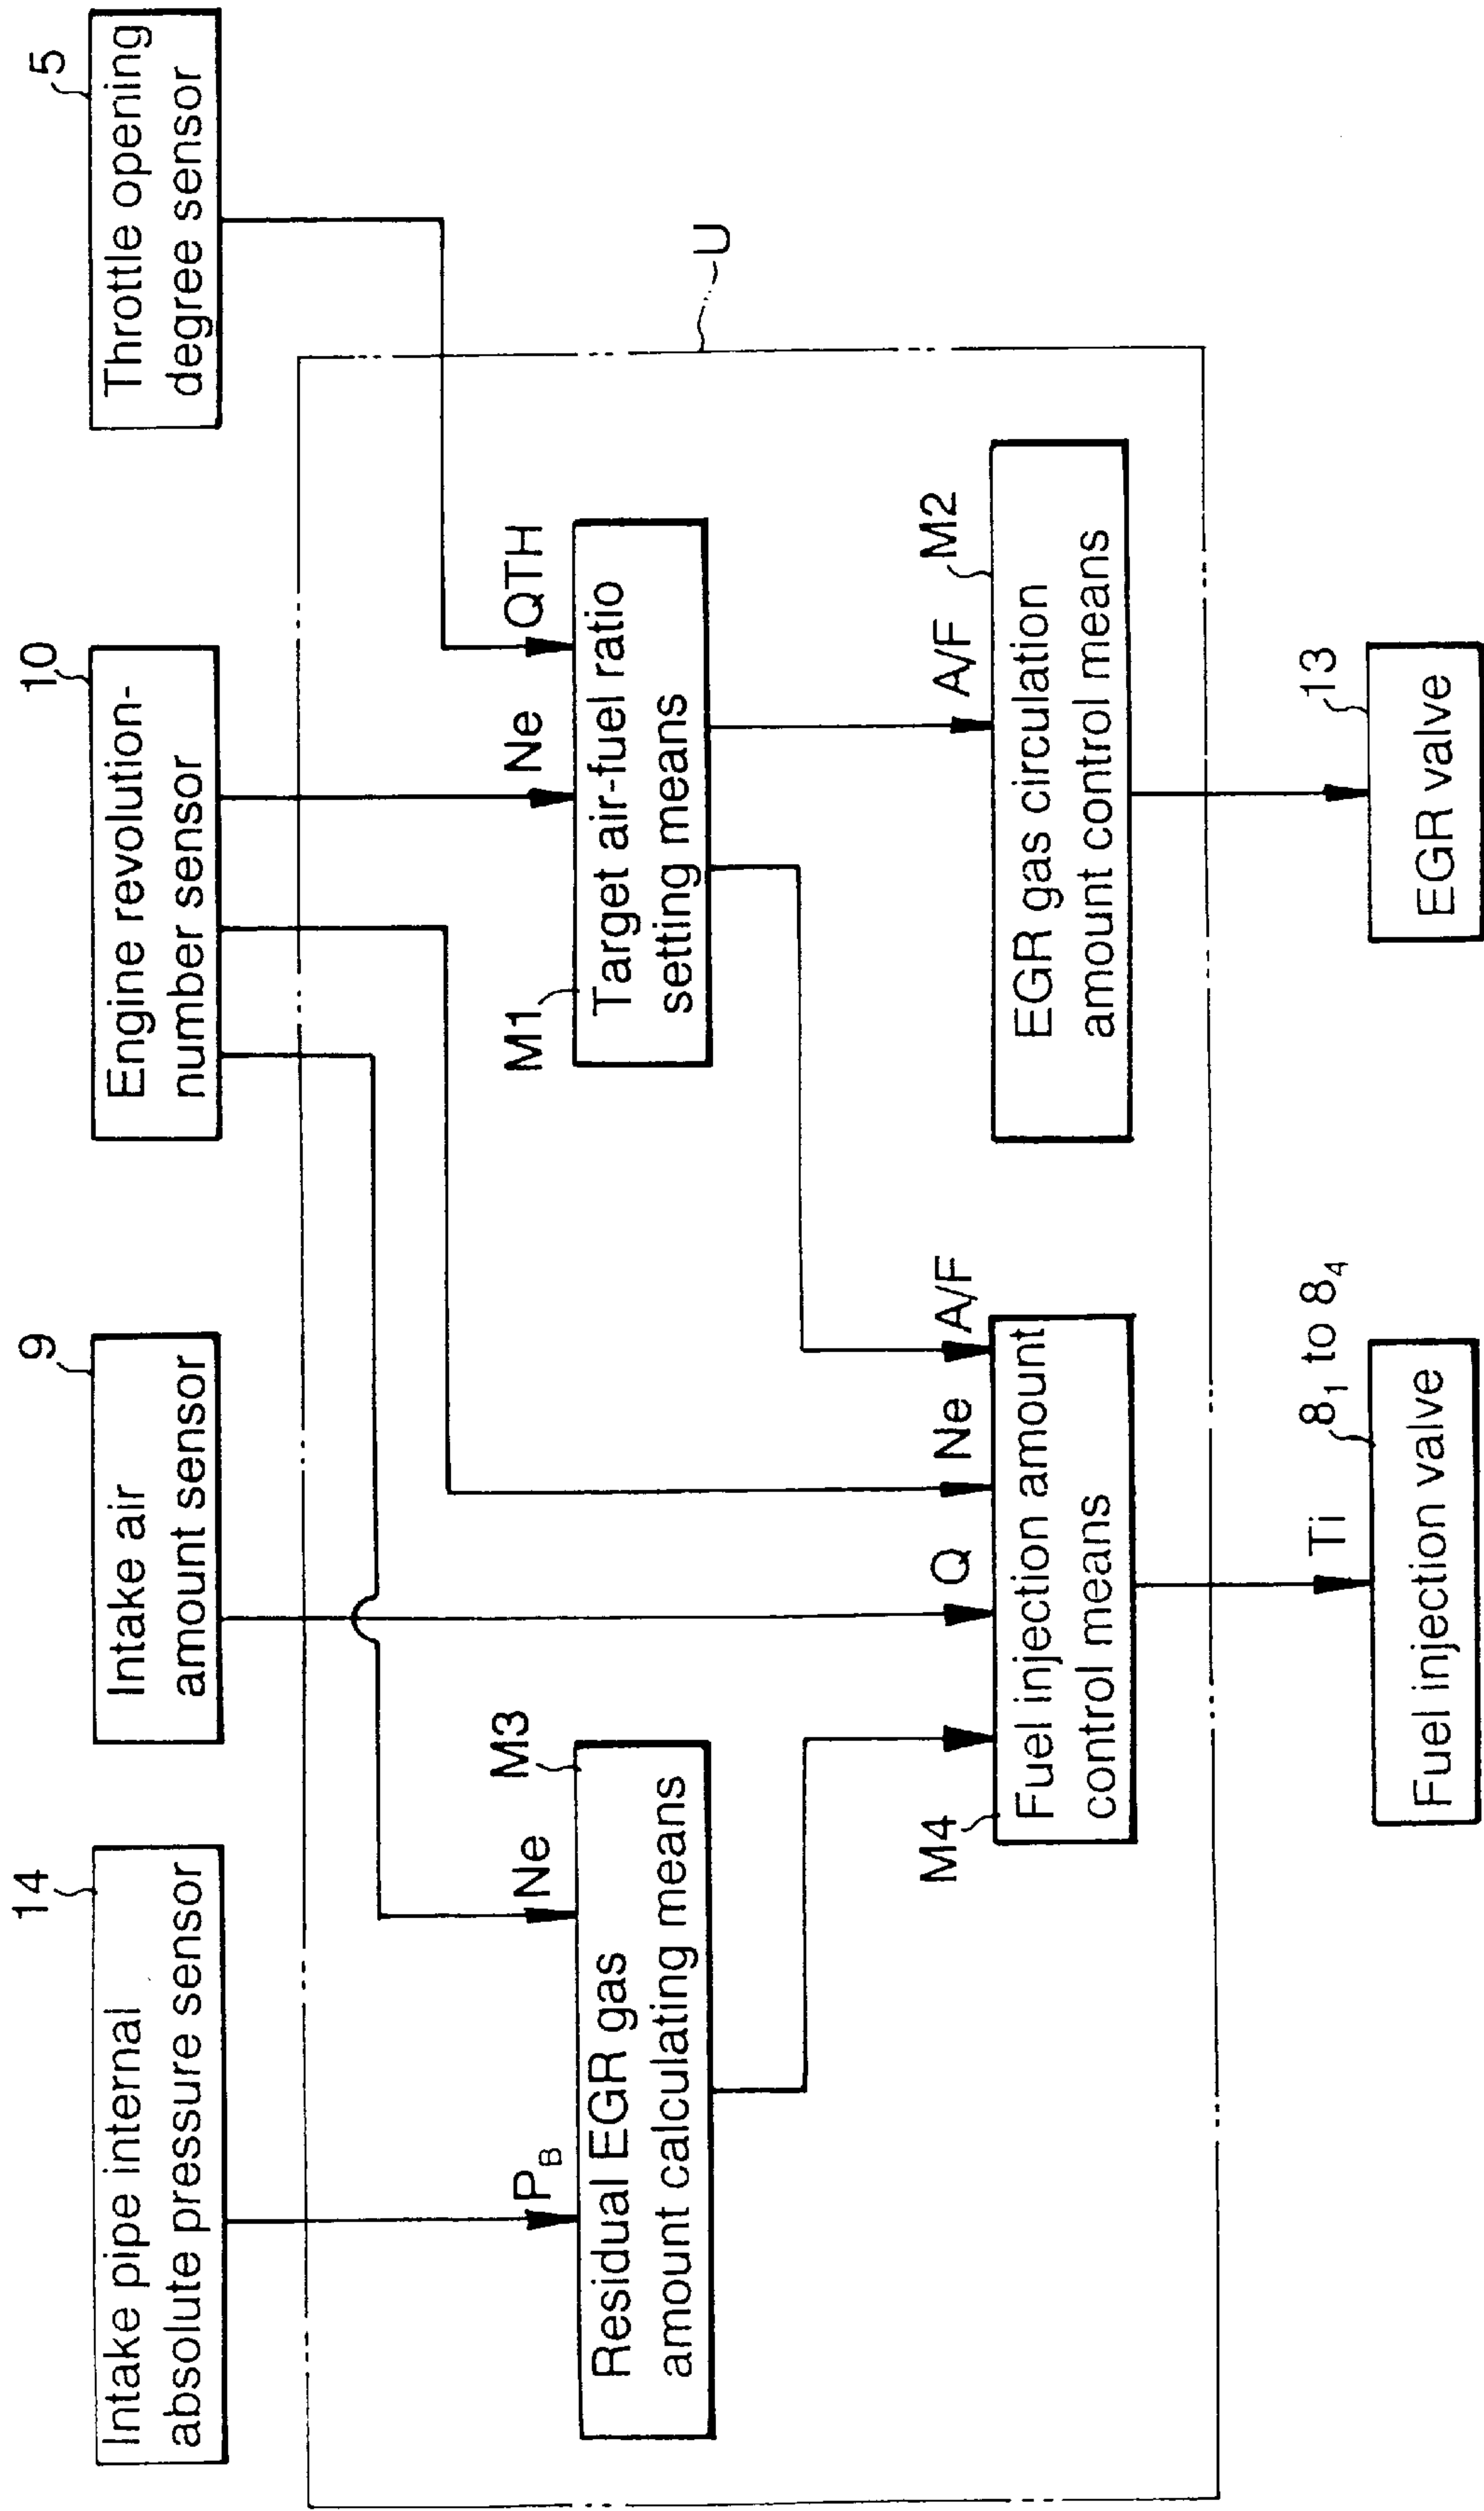 14
Intake pipe internal
absolute pressure sensor
9
Intake air
amount sensor
10
Engine revolution-
number sensor
5
Throttle opening
degree sensor
U
P_B
Ne
M3
Residual EGR gas
amount calculating means
M1
Ne
QTH
Target air-fuel ratio
setting means
M4
Q
Ne
A/F
Fuel injection amount
control means
A/F
M2
EGR gas circulation
amount control means
Ti
8₁ to 8₄
Fuel injection valve
13
EGR valve